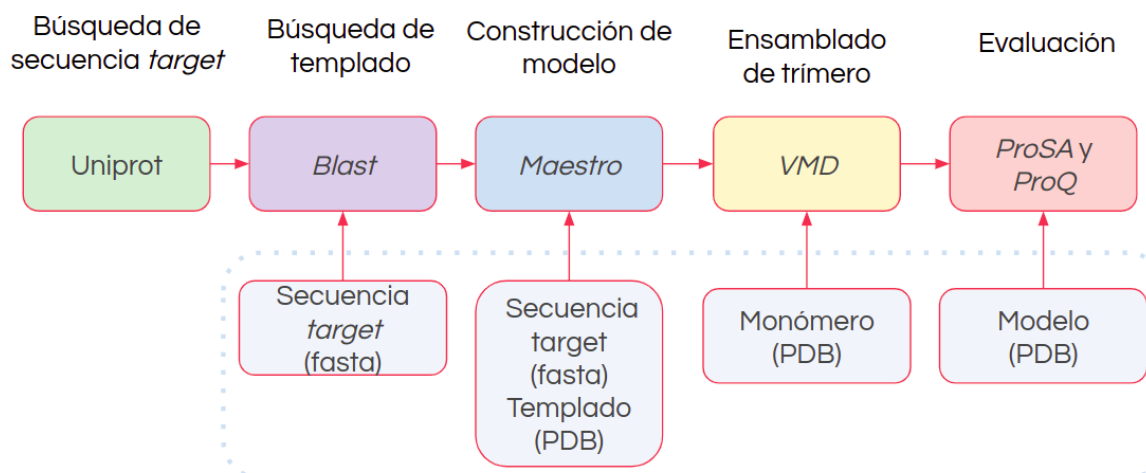 Búsqueda de
secuencia target
Búsqueda de
templado
Construcción de
modelo
Ensamblado
de trímero
Evaluación
Uniprot
Blast
Maestro
VMD
ProSA y
ProQ
Secuencia
target
(fasta)
Secuencia
target
(fasta)
Templado
(PDB)
Monómero
(PDB)
Modelo
(PDB)